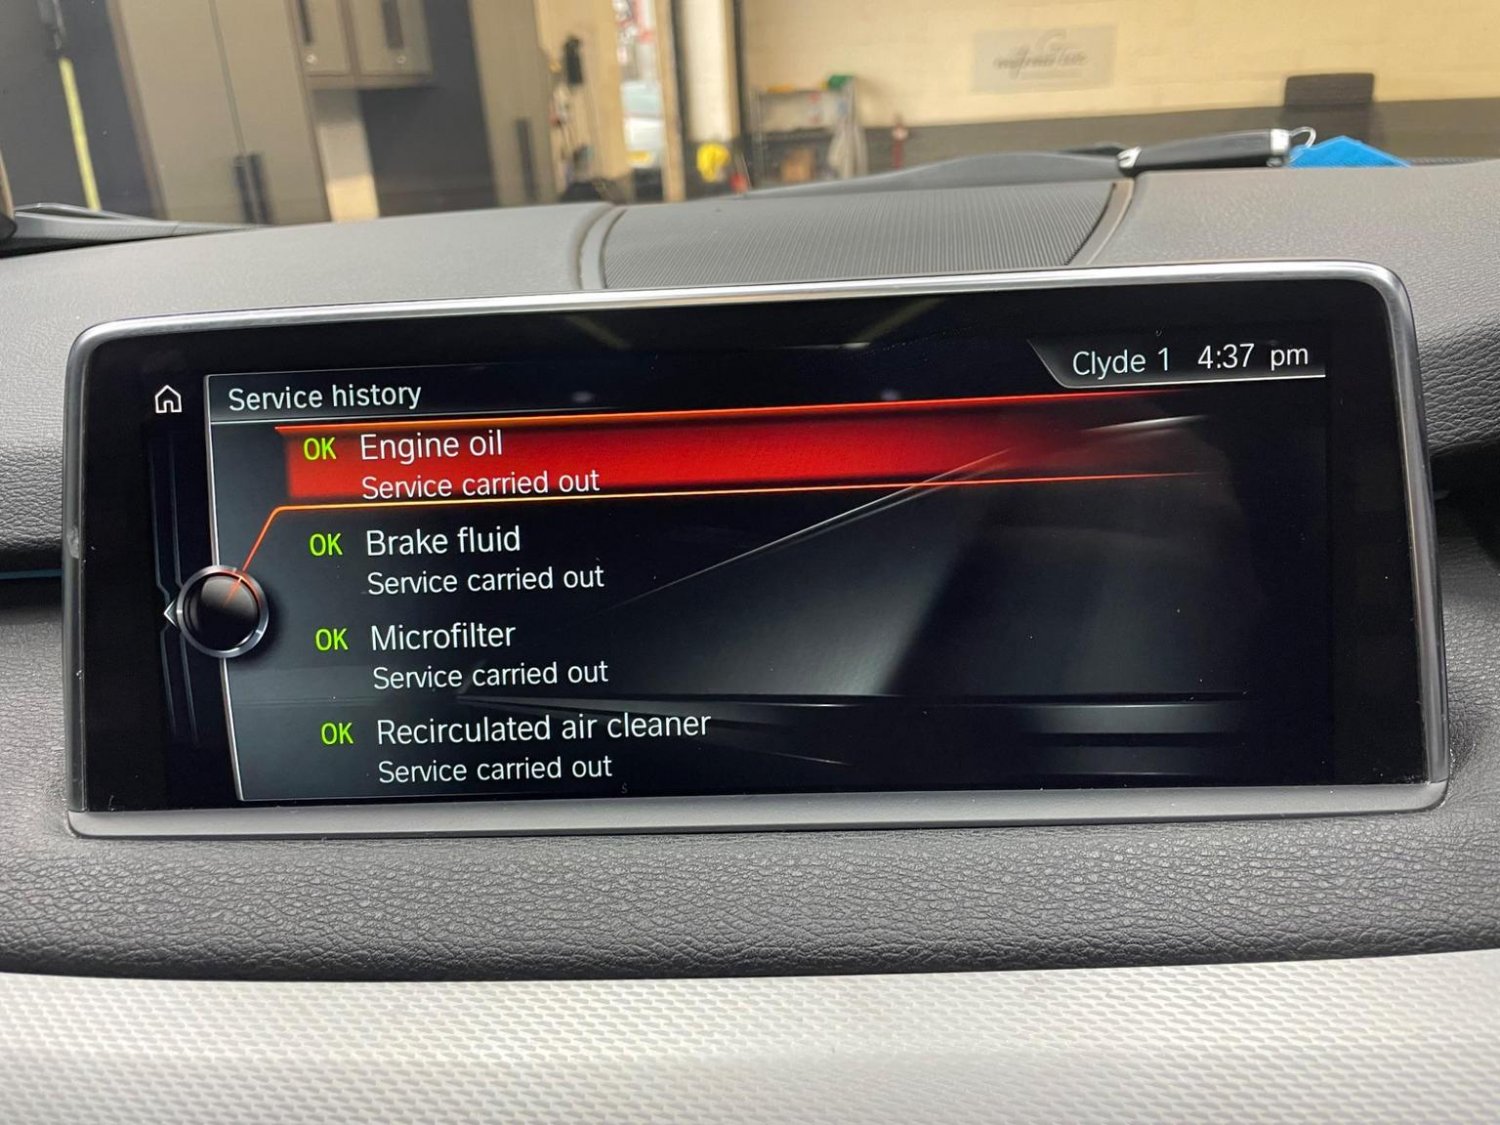 Clyde 1 4:37 pm
Service history
OK Engine oil
Service carried out
OK Brake fluid
Service carried out
OK Microfilter
Service carried out
OK Recirculated air cleaner
Service carried out